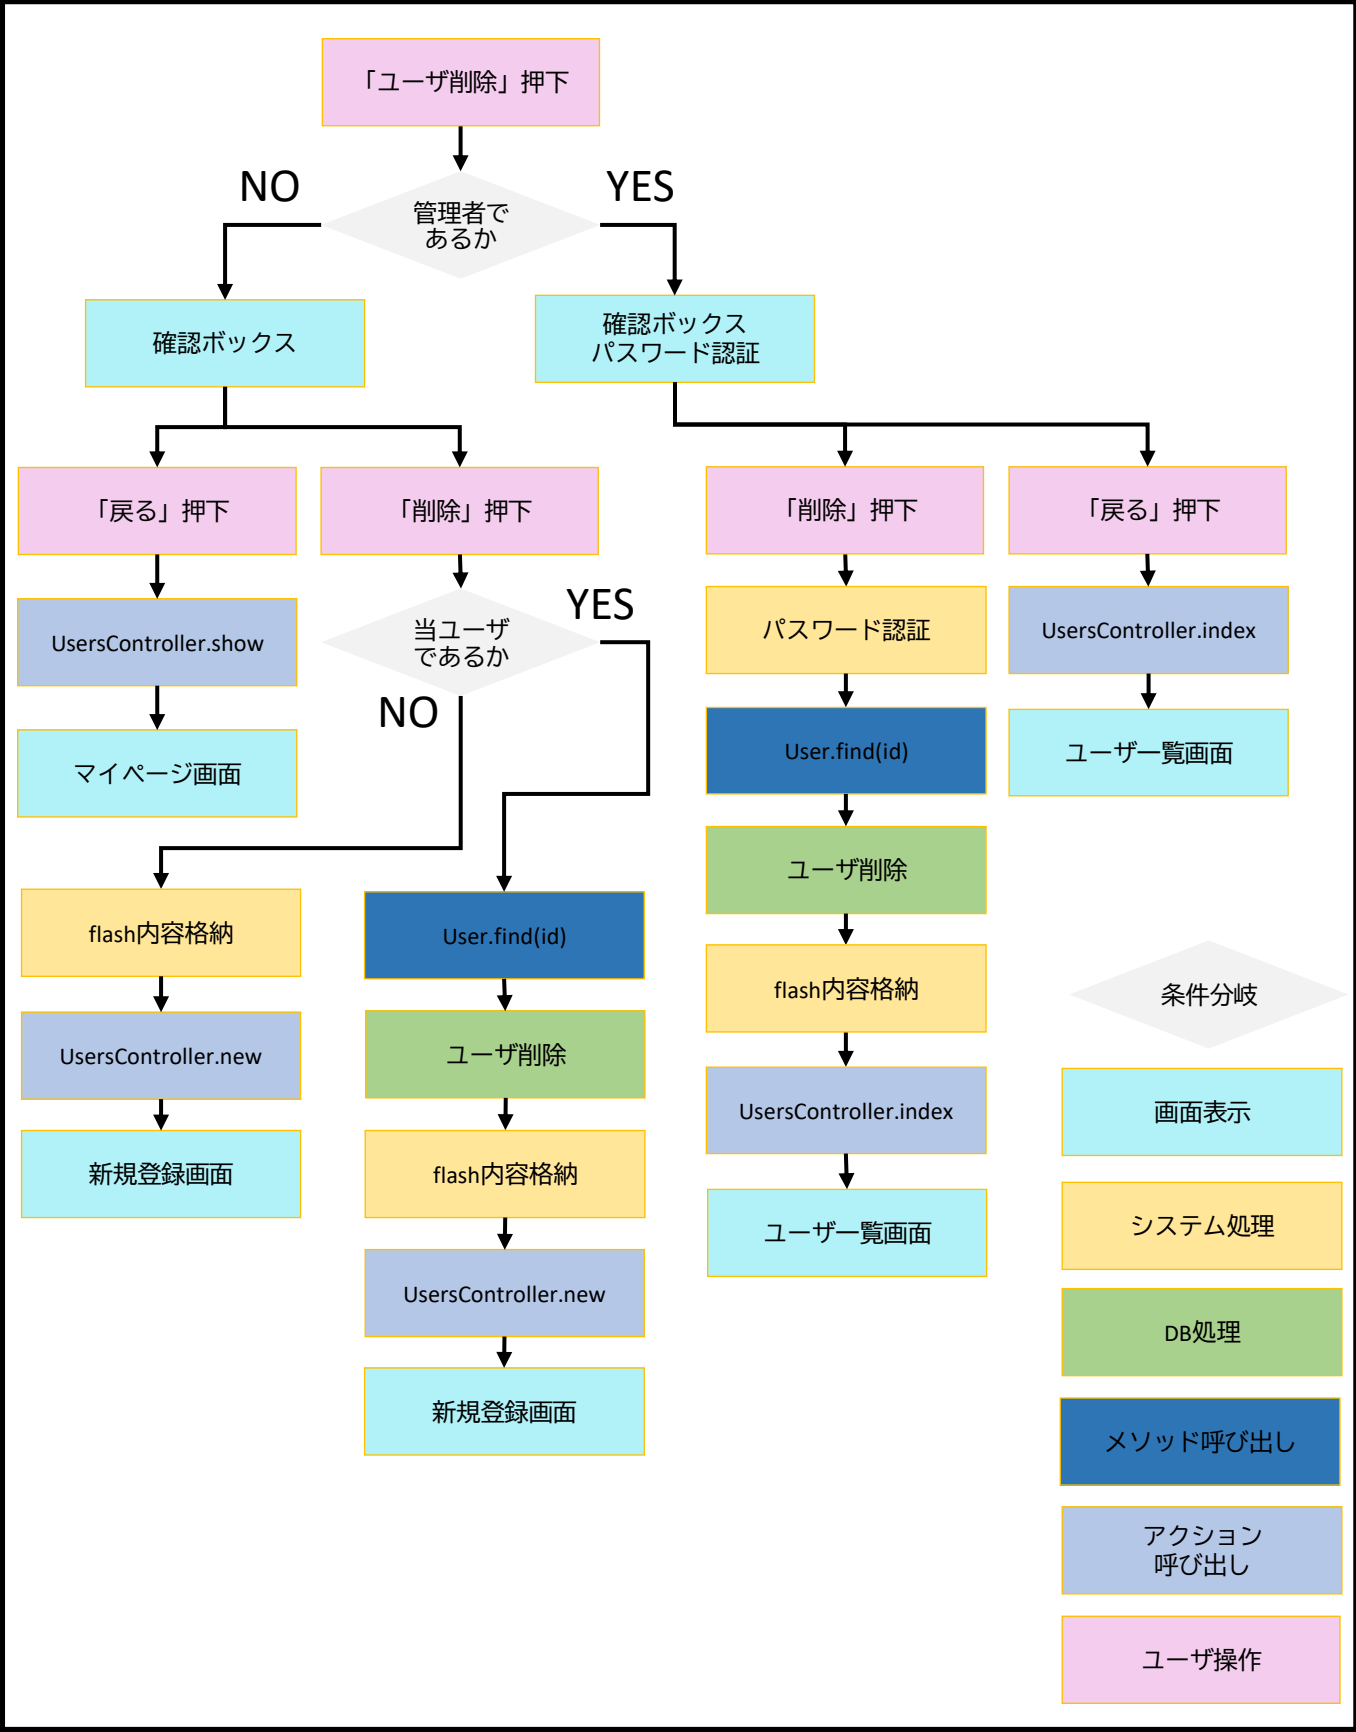 「ユーザ削除」押下
NO
YES
管理者で
あるか
確認ボックス
確認ボックス
パスワード認証
「戻る」押下
「削除」押下
「削除」押下
「戻る」押下
UsersController.show
当ユーザ
であるか
YES
NO
パスワード認証
UsersController.index
マイページ画面
User.find(id)
ユーザ一覧画面
ユーザ削除
flash内容格納
User.find(id)
flash内容格納
UsersController.new
ユーザ削除
UsersController.index
新規登録画面
flash内容格納
ユーザ一覧画面
UsersController.new
新規登録画面
条件分岐
画面表示
システム処理
DB処理
メソッド呼び出し
アクション
呼び出し
ユーザ操作